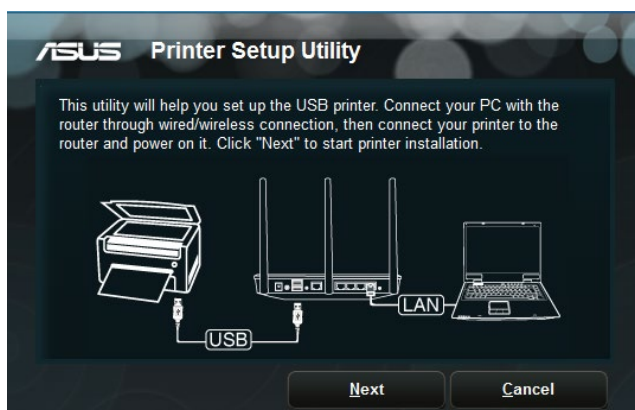 ASUS Printer Setup Utility
This utility will help you set up the USB printer. Connect your PC with the
router through wired/wireless connection, then connect your printer to the
router and power on it. Click "Next" to start printer installation.
LAN
USB
Next Cancel